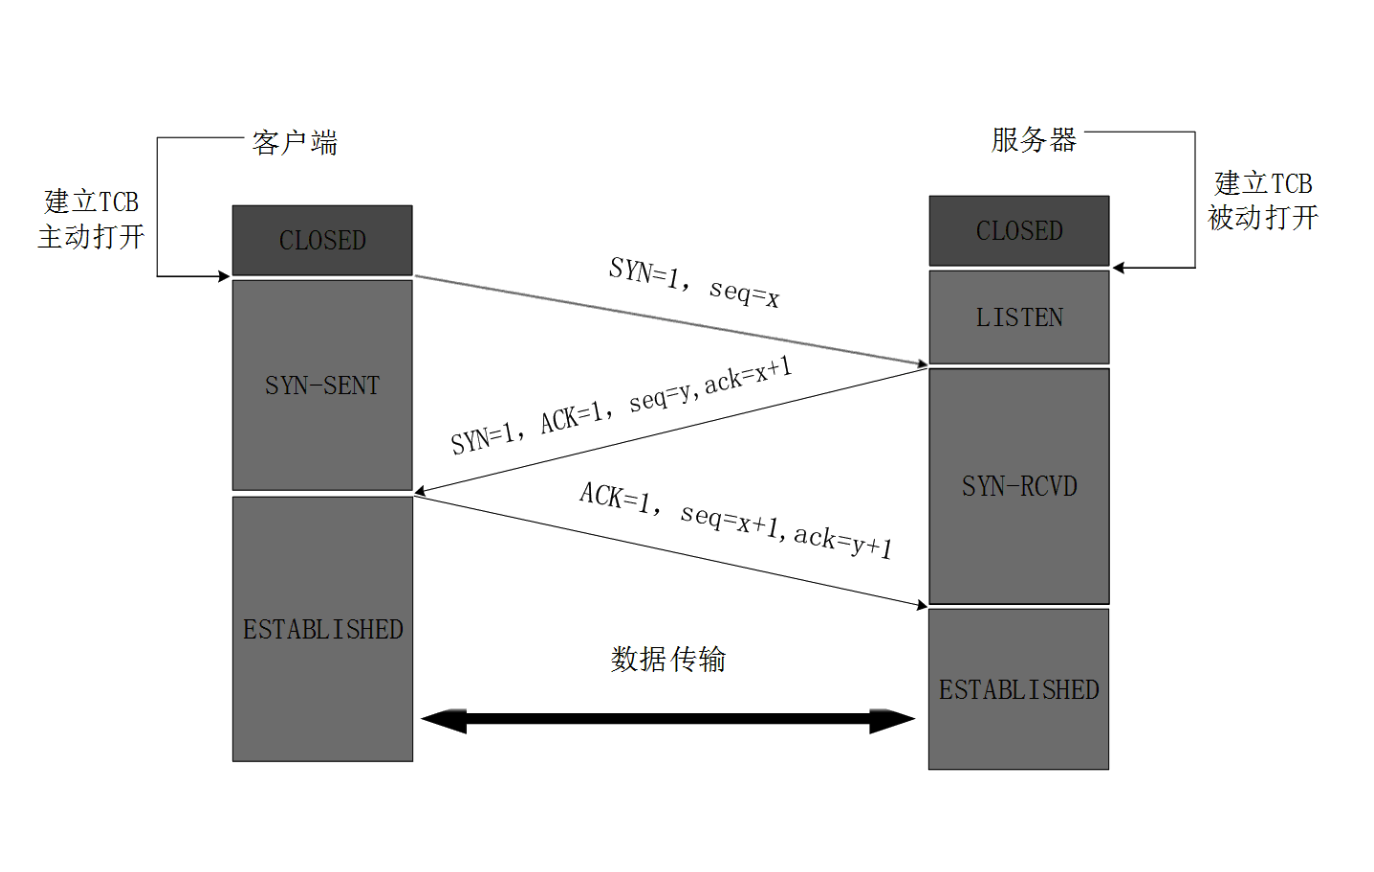 客户端
服务器
建立TCB
主动打开
建立TCB
被动打开
CLOSED
CLOSED
SYN=1, seq=x
LISTEN
SYN-SENT
SYN=1, ACK=1, seq=y,ack=x+1
SYN-RCVD
ACK=1, seq=x+1,ack=y+1
ESTABLISHED
数据传输
ESTABLISHED